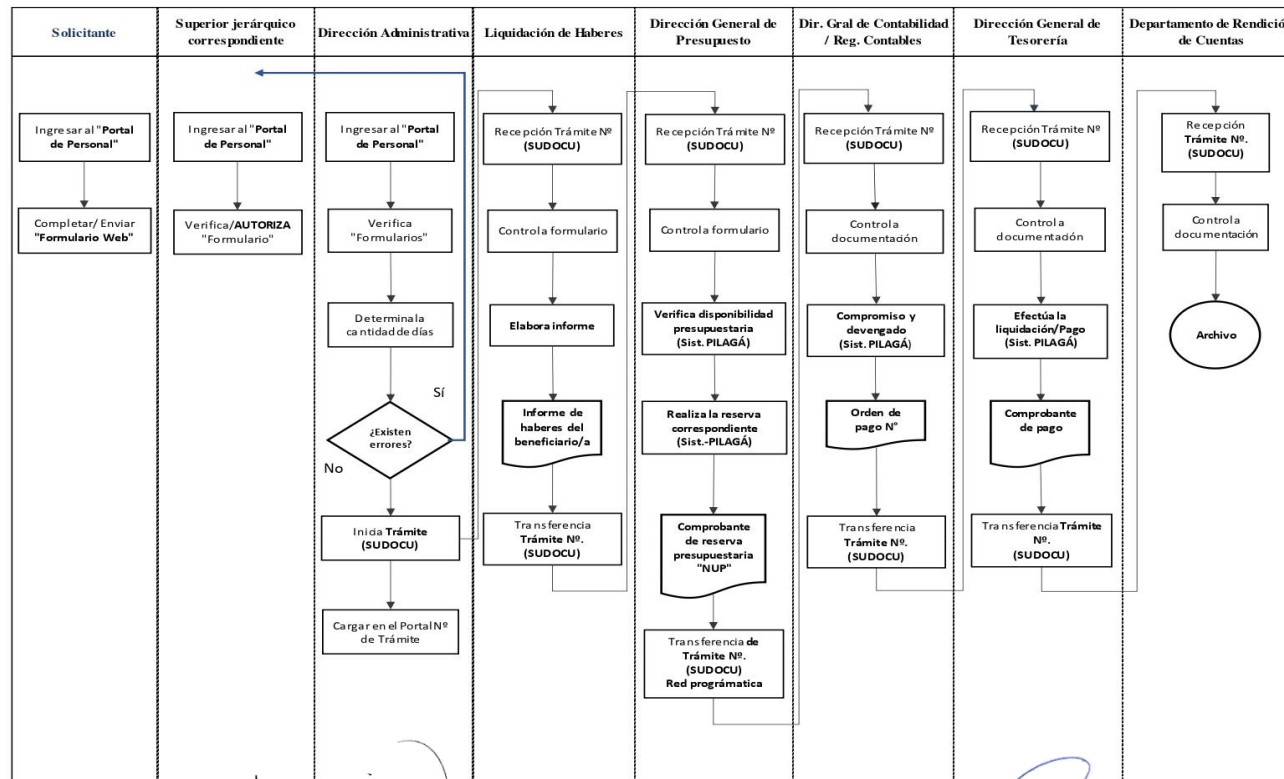 Solicitante
Superior jerárquico
correspondiente
Dirección Administrativa
Liquidación de Haberes
Dirección General de
Presupuesto
Dir. Gral de Contabilidad
/ Reg. Contables
Dirección General de
Tesorería
Departamento de Rendició
de Cuentas
Ingresar al "Portal
de Personal"
Completar/ Enviar
"Formulario Web"
Ingresar al "Portal
de Personal"
Verifica/AUTORIZA
"Formulario"
Ingresar al "Portal
de Personal"
Verifica
"Formularios"
Determina la
cantidad de días
Sí
¿Existen
errores?
No
Inicia Trámite
(SUDOCU)
Cargar en el Portal Nº
de Trámite
Recepción Trámite Nº
(SUDOCU)
Controla formulario
Elabora informe
Informe de
haberes del
beneficiario/a
Transferencia
Trámite Nº.
(SUDOCU)
Recepción Trámite Nº
(SUDOCU)
Controla formulario
Verifica disponibilidad
presupuestaria
(Sist. PILAGÁ)
Realiza la reserva
correspondiente
(Sist.-PILAGÁ)
Comprobante
de reserva
presupuestaria
"NUP"
Transferencia de
Trámite Nº.
(SUDOCU)
Red prográmatica
Recepción Trámite Nº
(SUDOCU)
Controla
documentación
Compromiso y
devengado
(Sist. PILAGÁ)
Orden de
pago N°
Transferencia
Trámite Nº.
(SUDOCU)
Recepción Trámite Nº
(SUDOCU)
Controla
documentación
Efectúa la
liquidación/Pago
(Sist. PILAGÁ)
Comprobante
de pago
Transferencia Trámite
Nº.
(SUDOCU)
Recepción
Trámite Nº.
(SUDOCU)
Controla
documentación
Archivo